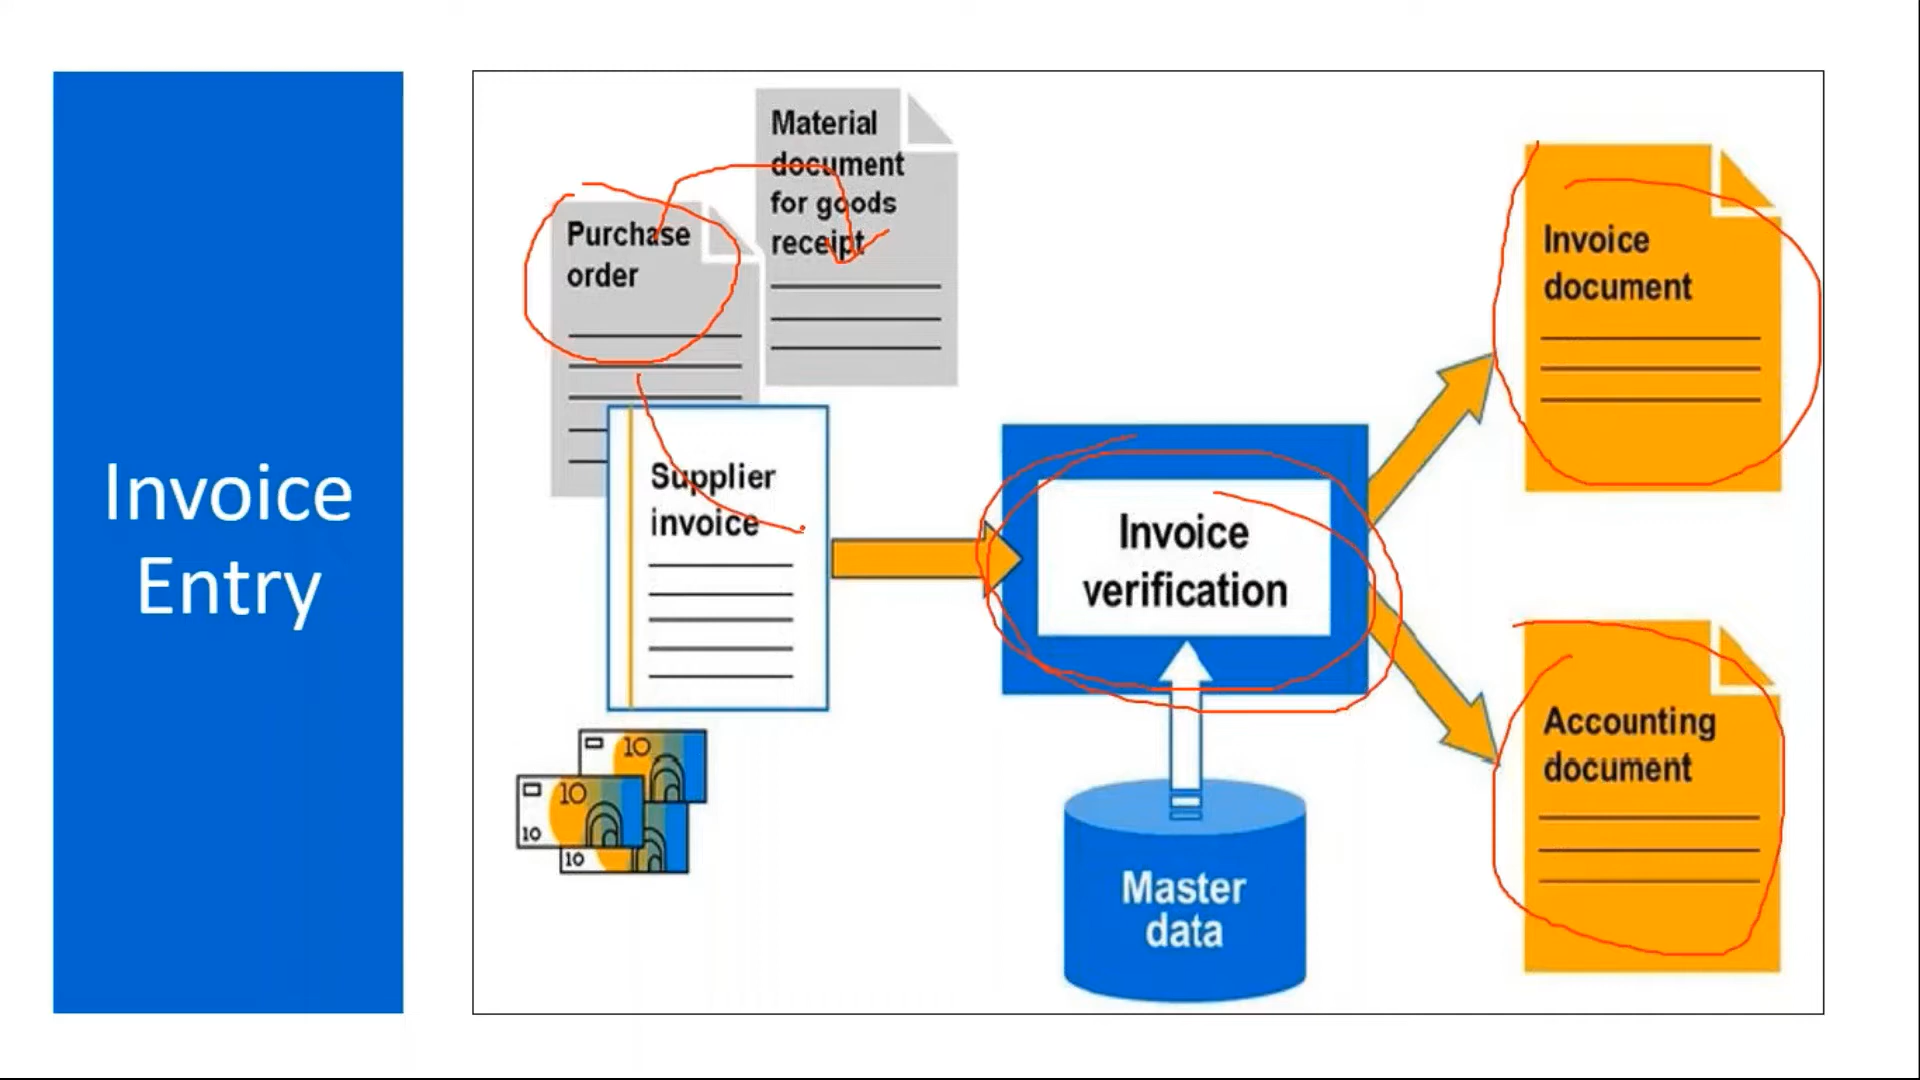 Invoice
Entry
Material
document
for goods
receipt
Purchase
order
Supplier
invoice
10
10
10
10
Invoice
verification
Master
data
Invoice
document
Accounting
document